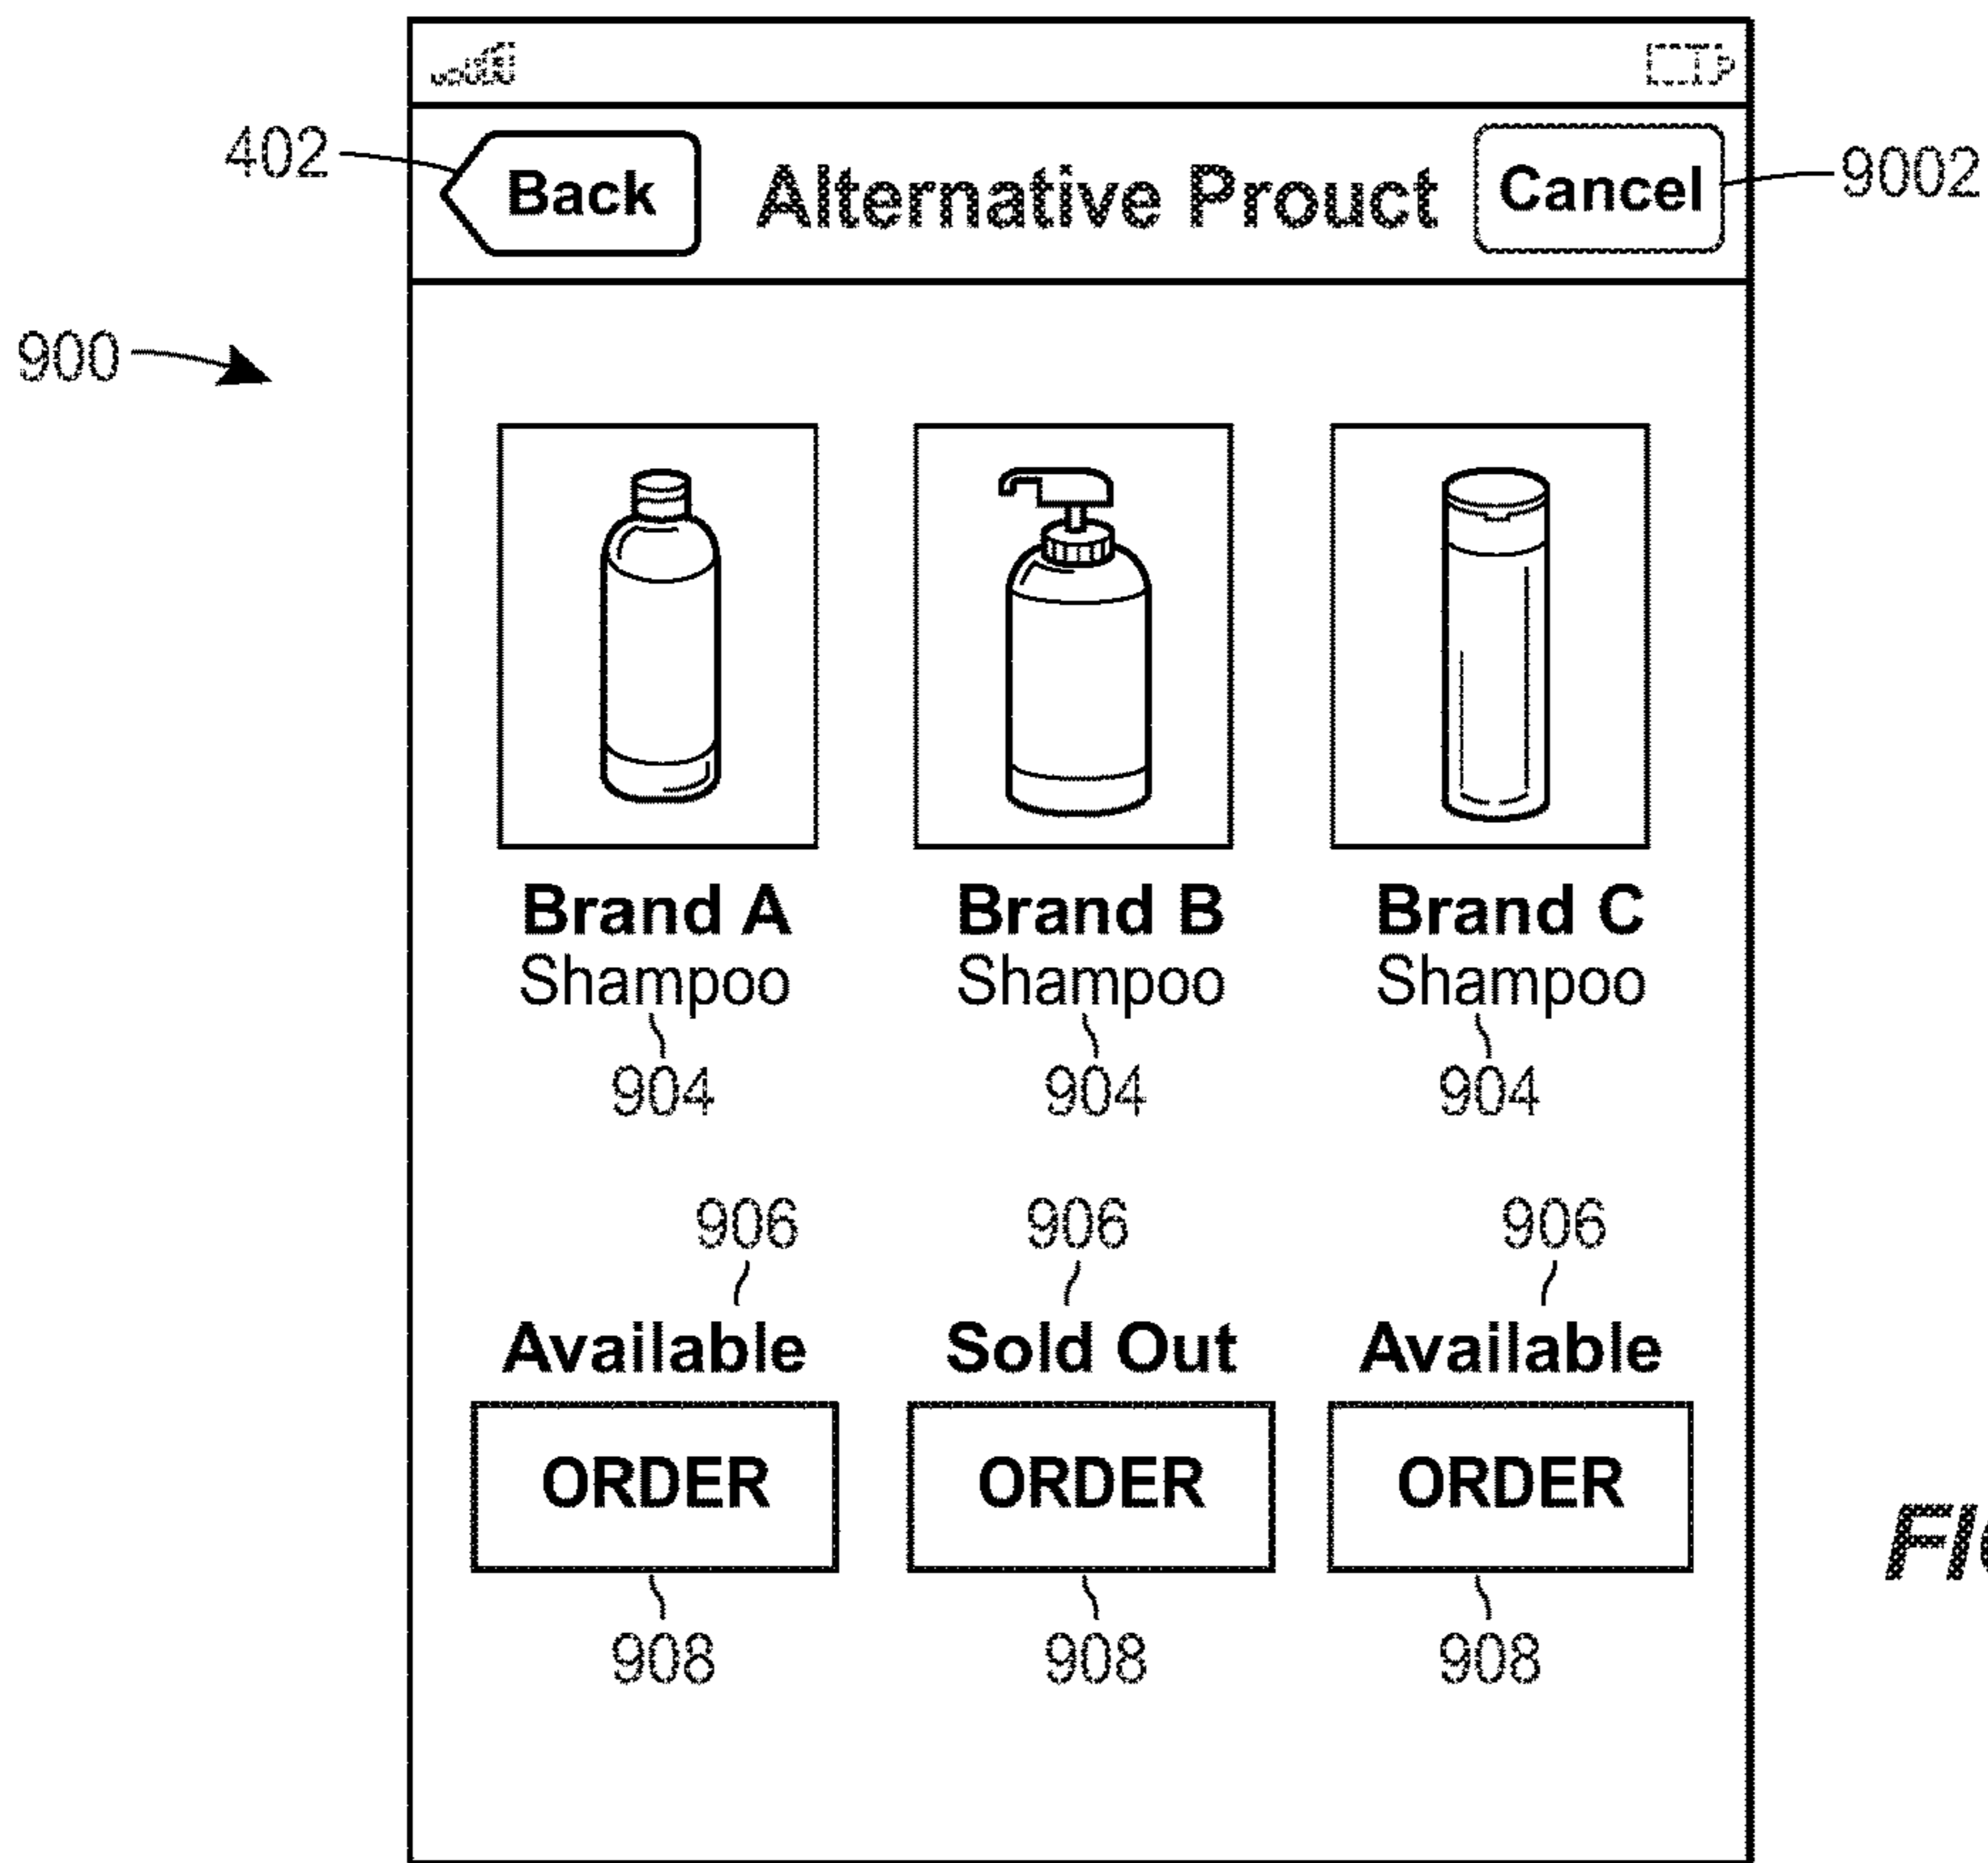 402 Back Alternative Prouct Cancel 9002
900
Brand A Brand B Brand C
Shampoo Shampoo Shampoo
904 904 904
906 906 906
Available Sold Out Available
ORDER ORDER ORDER
908 908 908